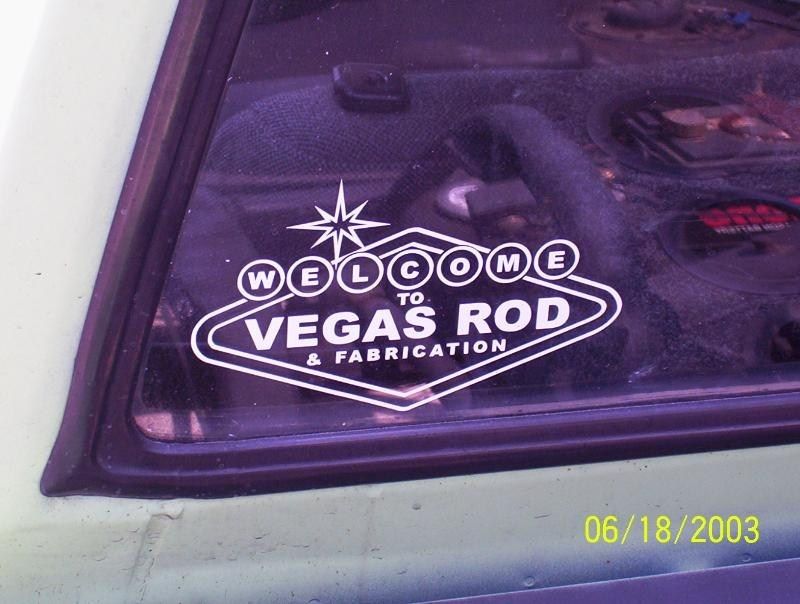 WELCOME
TO
VEGAS ROD
& FABRICATION
06/18/2003